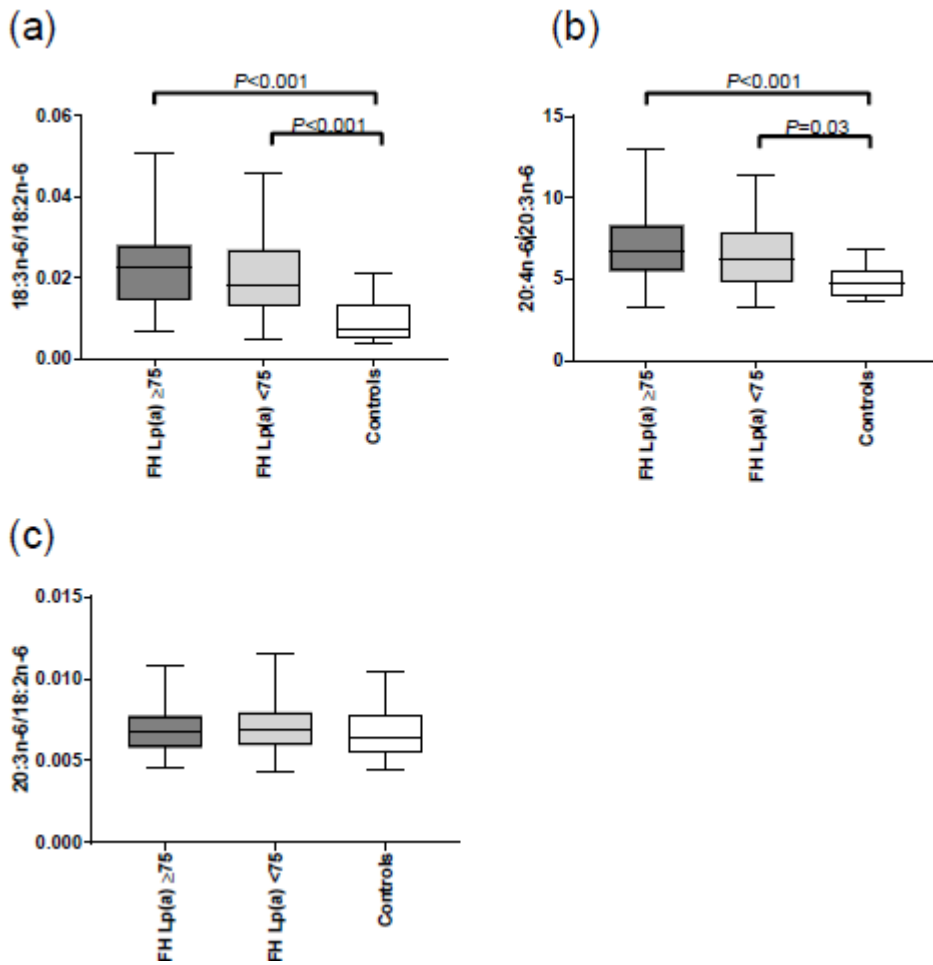 (a)
P<0.001
P<0.001
0.06
0.04
0.02
0.00
18:3n-6/18:2n-6
FH Lp(a) ≥75
FH Lp(a) <75
Controls
(b)
P<0.001
P=0.03
15
10
5
0
20:4n-6/20:3n-6
FH Lp(a) ≥75
FH Lp(a) <75
Controls
(c)
0.015
0.010
0.005
0.000
20:3n-6/18:2n-6
FH Lp(a) ≥75
FH Lp(a) <75
Controls